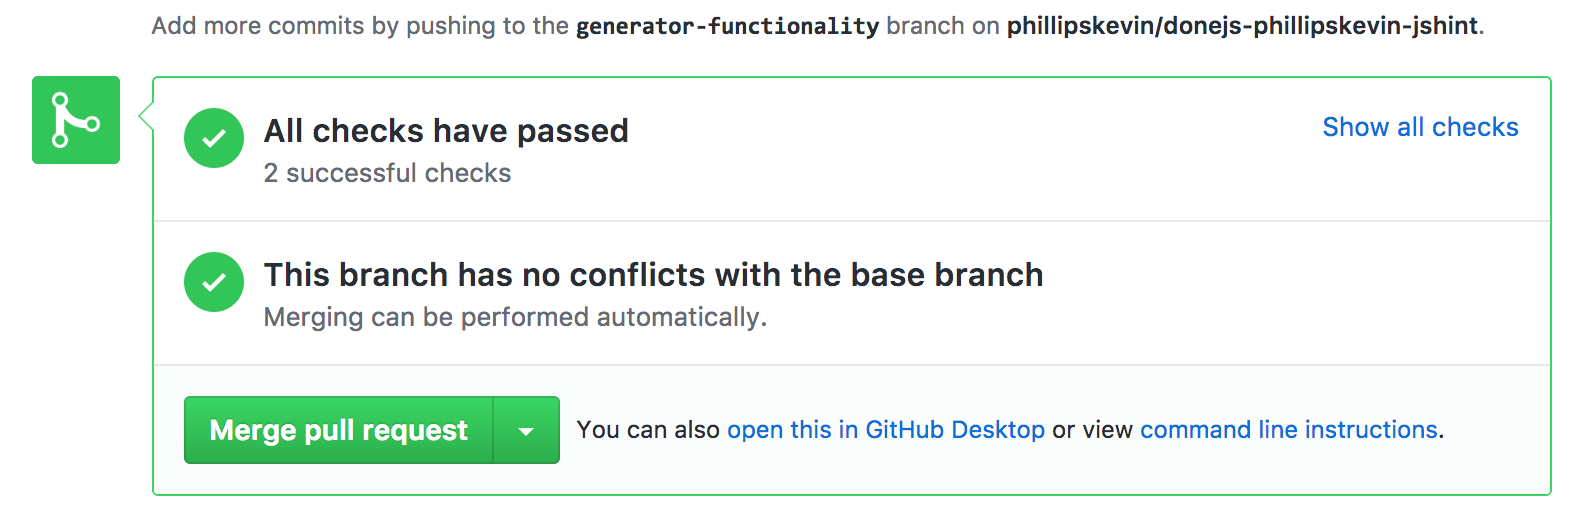 Add more commits by pushing to the generator-functionality branch on phillipskevin/donejs-phillipskevin-jshint.
All checks have passed
Show all checks
2 successful checks
This branch has no conflicts with the base branch
Merging can be performed automatically.
Merge pull request
You can also open this in GitHub Desktop or view command line instructions.